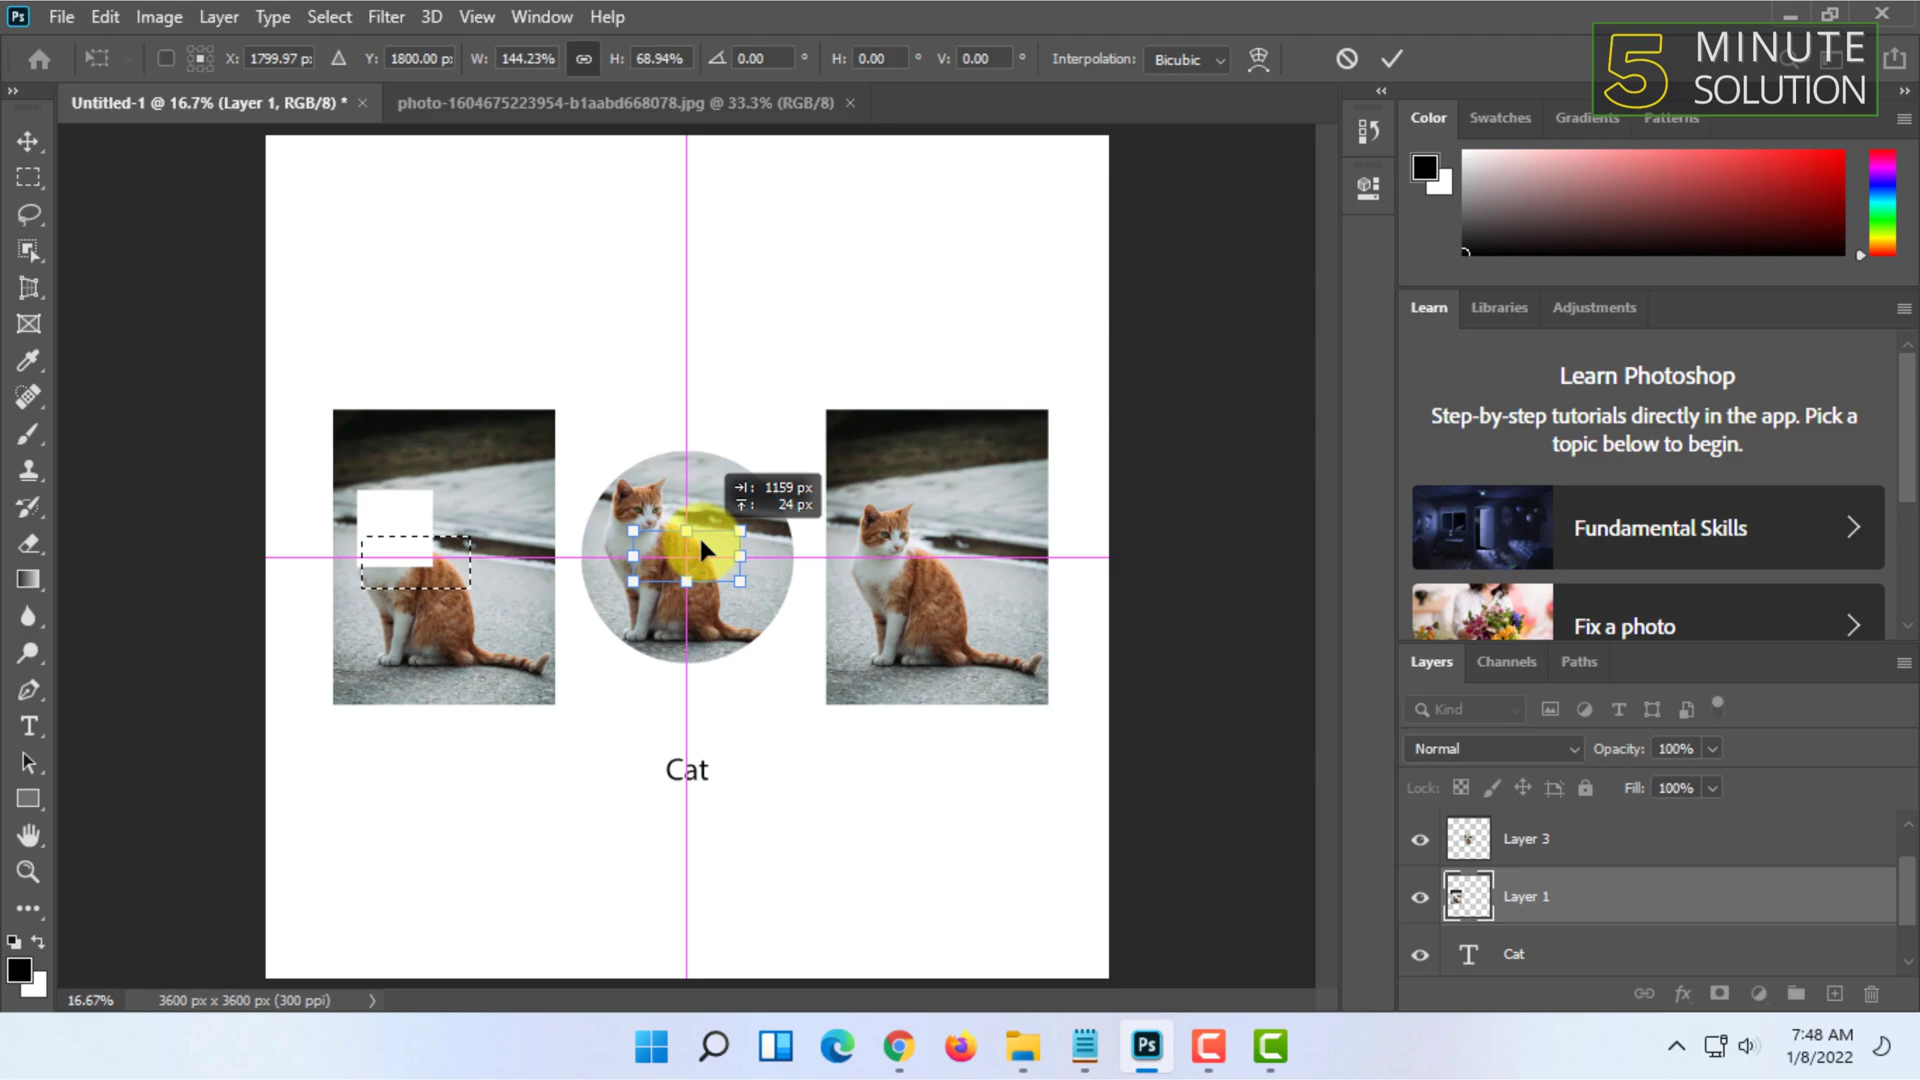 Ps File Edit Image Layer Type Select Filter 3D View Window Help
X: 1799.97 p Y: 1800.00 p W: 144.23% H: 68.94% 0.00 ° H: 0.00 ° V: 0.00 ° Interpolation: Bicubic
5 MINUTE SOLUTION
Untitled-1 @ 16.7% (Layer 1, RGB/8) * × photo-1604675223954-b1aabd668078.jpg @ 33.3% (RGB/8) ×
Color Swatches Gradients Patterns
Learn Libraries Adjustments
Learn Photoshop
Step-by-step tutorials directly in the app. Pick a
topic below to begin.
1159 px
24 px
Fundamental Skills
Fix a photo
Layers Channels Paths
Kind
Normal Opacity: 100%
Lock: Fill: 100%
Cat
Layer 3
Layer 1
T Cat
fx
16.67% 3600 px x 3600 px (300 ppi)
Ps
7:48 AM
1/8/2022